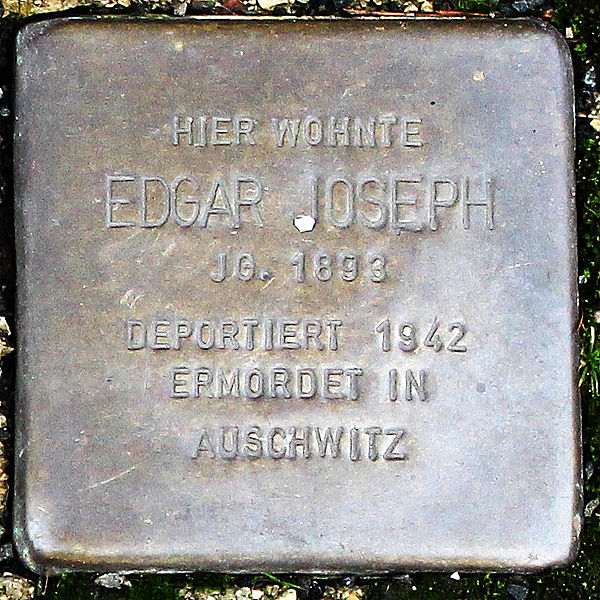 HIER WOHNTE
EDGAR JOSEPH
JG. 1893
DEPORTIERT 1942
ERMORDET IN
AUSCHWITZ